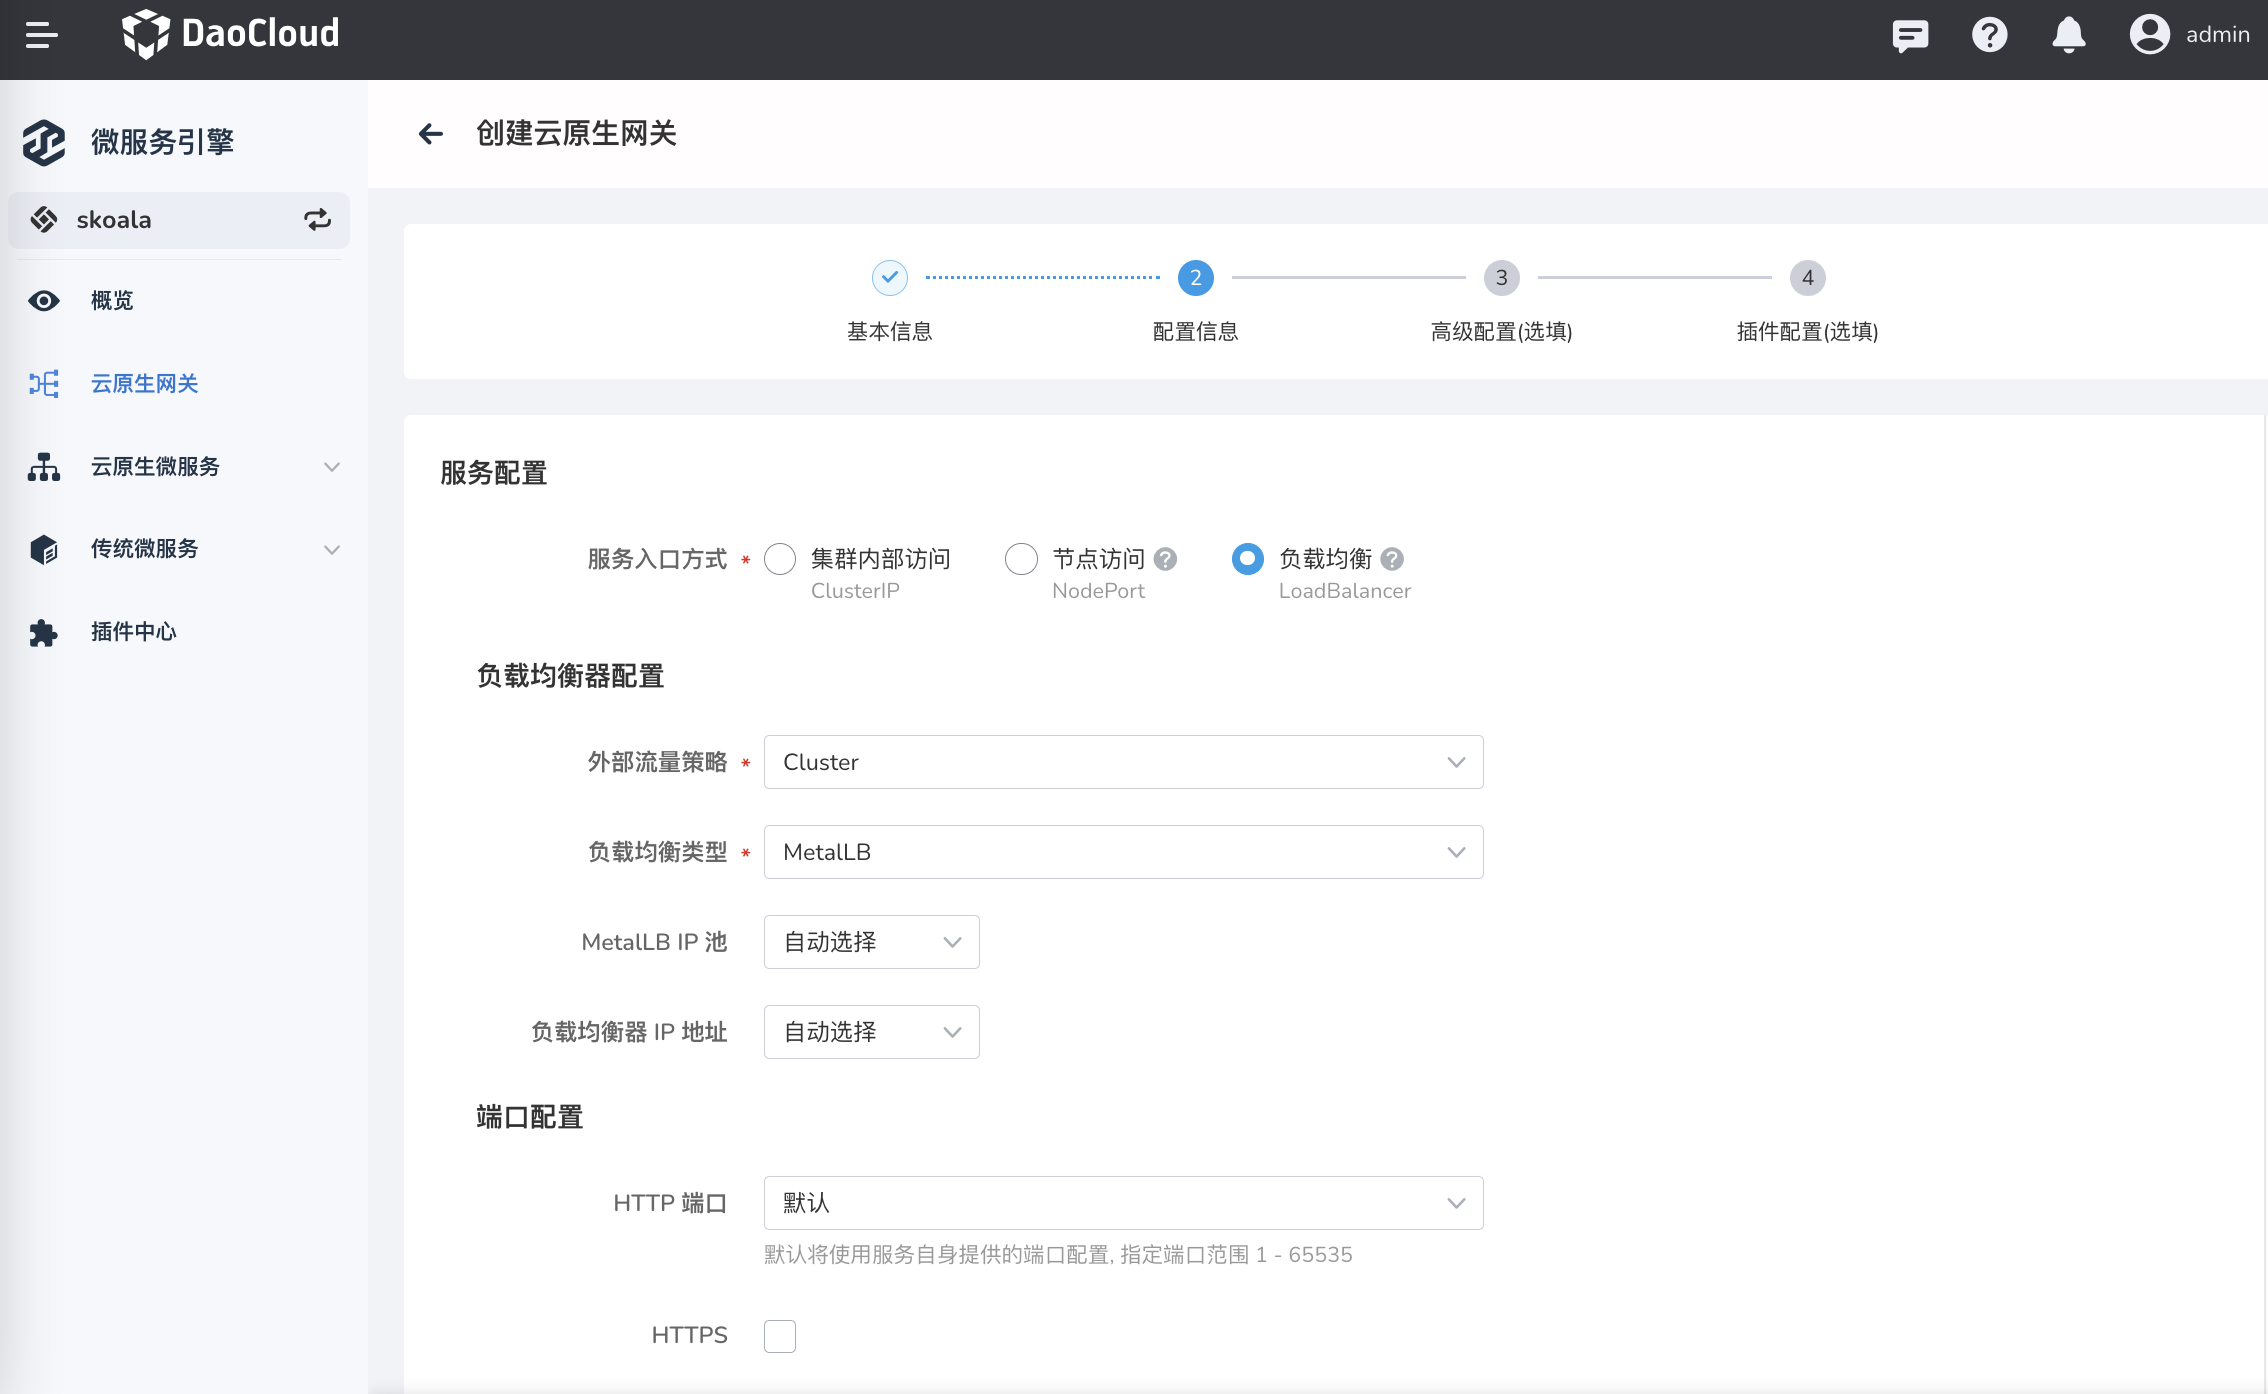 DaoCloud
admin
微服务引擎
skoala
概览
云原生网关
云原生微服务
传统微服务
插件中心
创建云原生网关
2
3
4
基本信息
配置信息
高级配置(选填)
插件配置(选填)
服务配置
服务入口方式 *
集群内部访问
ClusterIP
节点访问
NodePort
负载均衡
LoadBalancer
负载均衡器配置
外部流量策略 * Cluster
负载均衡类型 * MetalLB
MetalLB IP 池 自动选择
负载均衡器 IP 地址 自动选择
端口配置
HTTP 端口 默认
默认将使用服务自身提供的端口配置, 指定端口范围 1 - 65535
HTTPS